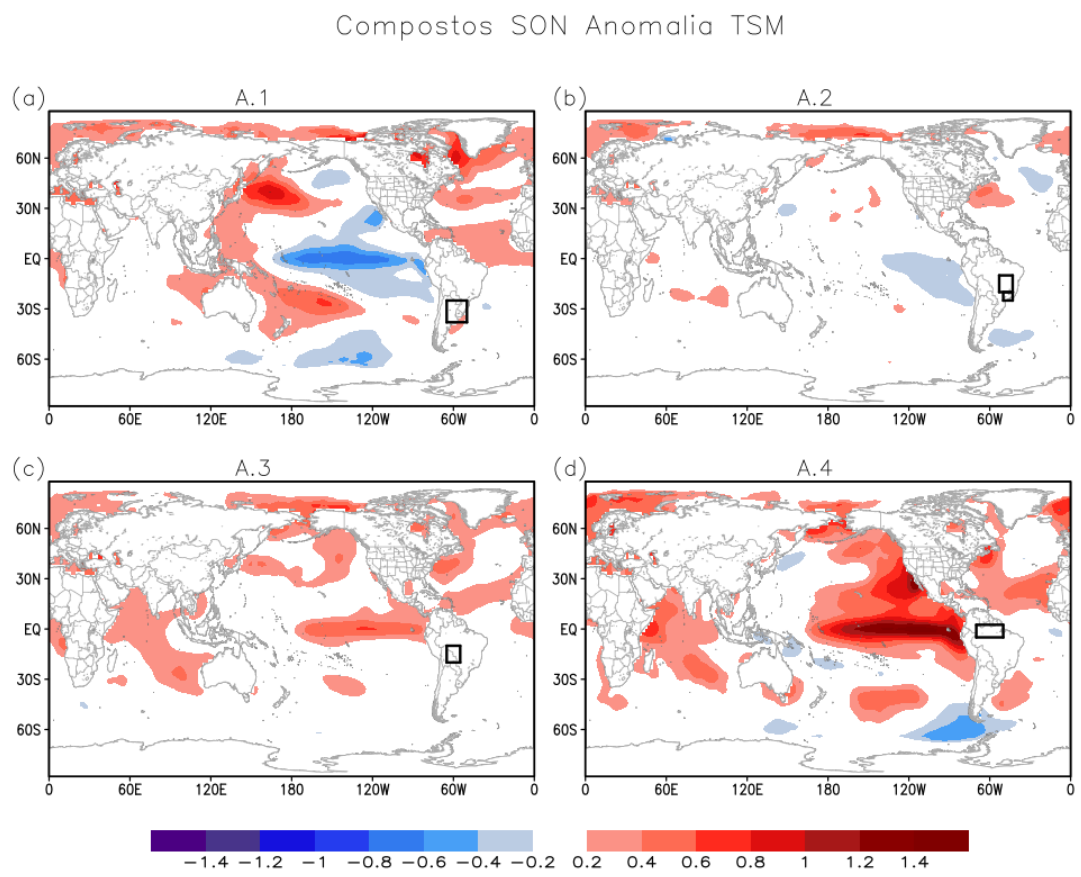 Compostos SON Anomalia TSM
(a) A.1
60N
30N
EQ
30S
60S
0 60E 120E 180 120W 60W 0
(b) A.2
60N
30N
EQ
30S
60S
0 60E 120E 180 120W 60W 0
(c) A.3
60N
30N
EQ
30S
60S
0 60E 120E 180 120W 60W 0
(d) A.4
60N
30N
EQ
30S
60S
0 60E 120E 180 120W 60W 0
-1.4 -1.2 -1 -0.8 -0.6 -0.4 -0.2 0.2 0.4 0.6 0.8 1 1.2 1.4